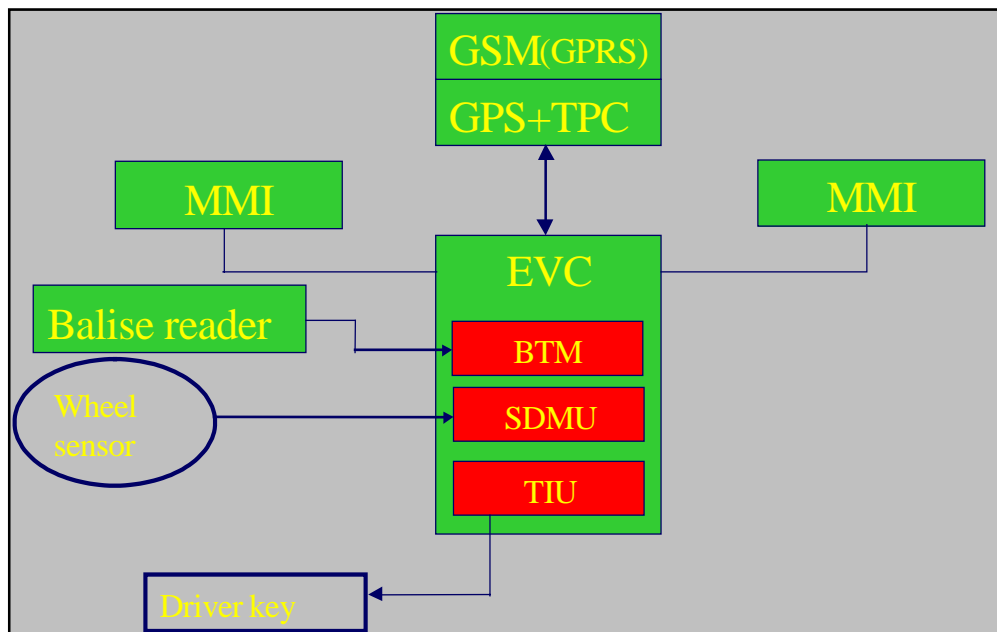 GSM(GPRS)
GPS+TPC
MMI
MMI
EVC
Balise reader
BTM
Wheel
sensor
SDMU
TIU
Driver key